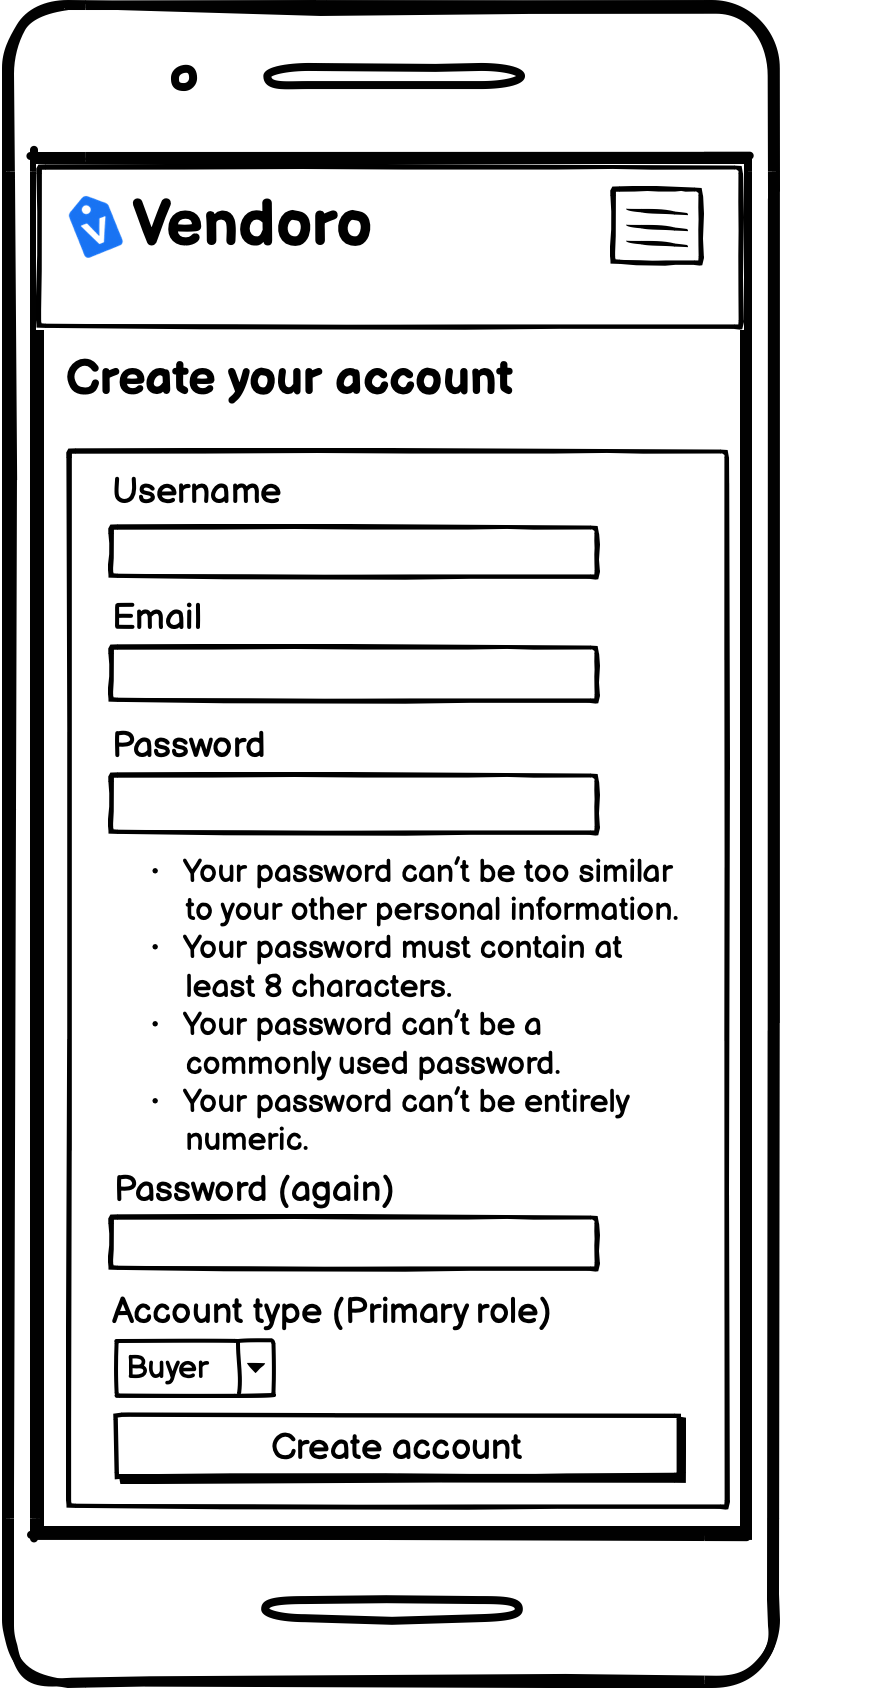 Vendoro
Create your account
Username
Email
Password
· Your password can't be too similar
to your other personal information.
· Your password must contain at
least 8 characters.
· Your password can't be a
commonly used password.
· Your password can't be entirely
numeric.
Password (again)
Account type (Primary role)
Buyer
Create account